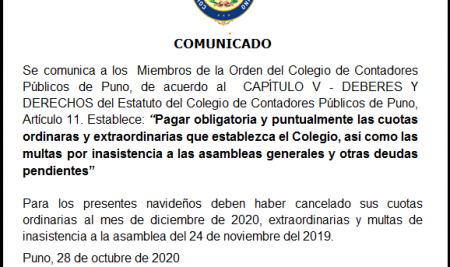 COMUNICADO
Se comunica a los Miembros de la Orden del Colegio de Contadores
Públicos de Puno, de acuerdo al CAPÍTULO V - DEBERES Y
DERECHOS del Estatuto del Colegio de Contadores Públicos de Puno,
Artículo 11. Establece: "Pagar obligatoria y puntualmente las cuotas
ordinaras y extraordinarias que establezca el Colegio, así como las
multas por inasistencia a las asambleas generales y otras deudas
pendientes"
Para los presentes navideños deben haber cancelado sus cuotas
ordinarias al mes de diciembre de 2020, extraordinarias y multas de
inasistencia a la asamblea del 24 de noviembre del 2019.
Puno, 28 de octubre de 2020